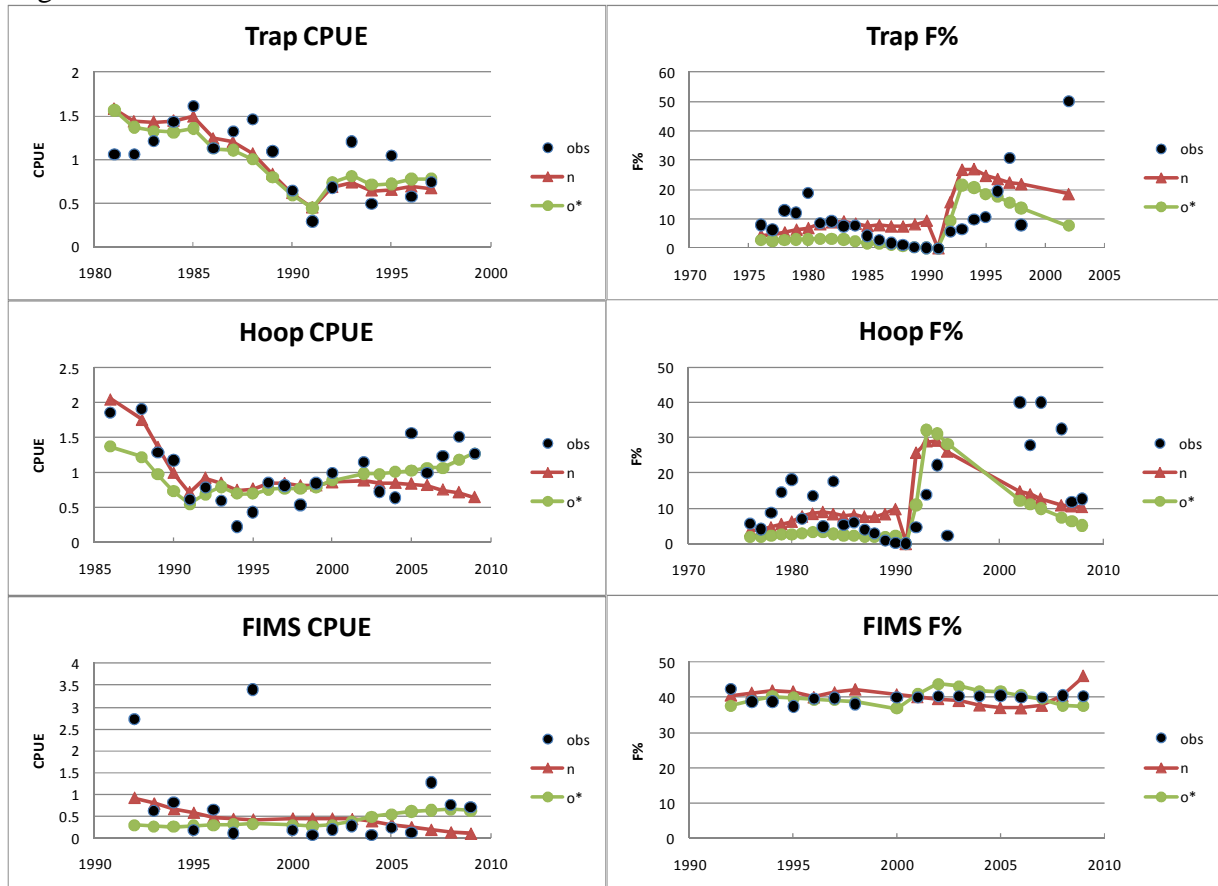 Trap CPUE
2
1.5
1
0.5
0
CPUE
1980 1985 1990 1995 2000
obs
n
o*
Trap F%
60
50
40
30
20
10
0
F%
1970 1975 1980 1985 1990 1995 2000 2005
obs
n
o*
Hoop CPUE
2.5
2
1.5
1
0.5
0
CPUE
1985 1990 1995 2000 2005 2010
obs
n
o*
Hoop F%
50
40
30
20
10
0
F%
1970 1980 1990 2000 2010
obs
n
o*
FIMS CPUE
4
3.5
3
2.5
2
1.5
1
0.5
0
CPUE
1990 1995 2000 2005 2010
obs
n
o*
FIMS F%
50
40
30
20
10
0
F%
1990 1995 2000 2005 2010
obs
n
o*